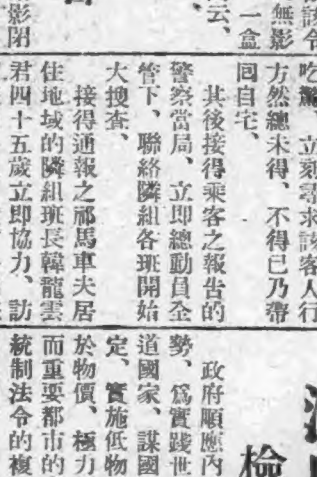 該令
無影
一盒
云、
影閉
吃驚、立刻尋求該客人行
方然總未得、不得已乃帶
回自宅、
其後接得乘客之報告的
警察當局、立即總動員全
管下、聯絡隣組各班開始
大搜查、
接得通報之祁馬車夫居
住地域的隣組班長韓龍雲
君四十五歲立即協力、訪
政府順應內
勢、爲實踐世
道國家、謀國
定、實施低物
於物價、極力
而重要都市的
統制法令的複
檢